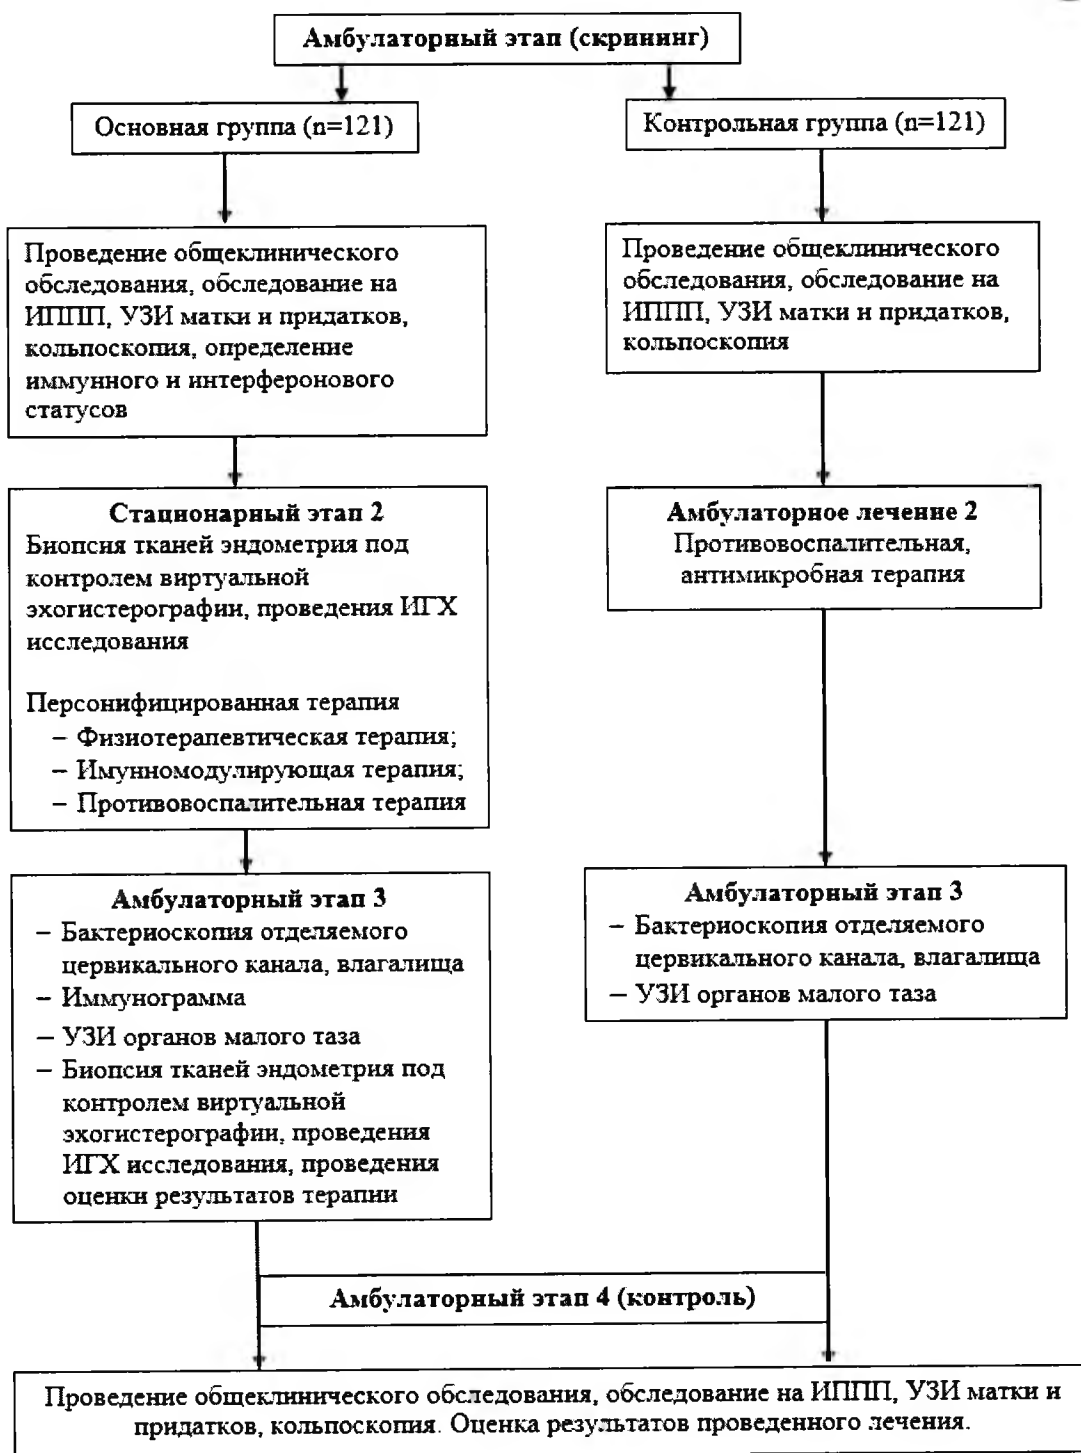 Амбулаторный этап (скрининг)
Основная группа (n=121)
Контрольная группа (n=121)
Проведение общеклинического
обследования, обследование на
ИППП, УЗИ матки и придатков,
кольпоскопия, определение
иммунного и интерферонового
статусов
Проведение общеклинического
обследования, обследование на
ИППП, УЗИ матки и придатков,
кольпоскопия
Стационарный этап 2
Биопсия тканей эндометрия под
контролем виртуальной
эхогистерографии, проведения ИГХ
исследования
Персонифицированная терапия
– Физиотерапевтическая терапия;
– Имунномодулирующая терапия;
– Противовоспалительная терапия
Амбулаторное лечение 2
Противовоспалительная,
антимикробная терапия
Амбулаторный этап 3
– Бактериоскопия отделяемого
цервикального канала, влагалища
– Иммунограмма
– УЗИ органов малого таза
– Биопсия тканей эндометрия под
контролем виртуальной
эхогистерографии, проведения
ИГХ исследования, проведения
оценки результатов терапии
Амбулаторный этап 3
– Бактериоскопия отделяемого
цервикального канала, влагалища
– УЗИ органов малого таза
Амбулаторный этап 4 (контроль)
Проведение общеклинического обследования, обследование на ИППП, УЗИ матки и
придатков, кольпоскопия. Оценка результатов проведенного лечения.